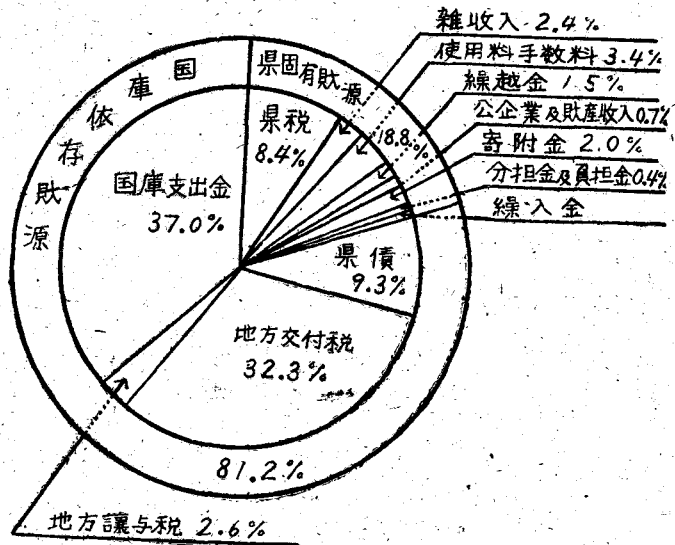 雑収入 2.4%
使用料手数料 3.4%
繰越金 1.5%
公企業及財産収入0.7%
寄附金 2.0%
分担金及負担金0.4%
繰入金
国庫依存財源
県固有財源
18.8%
県税
8.4%
国庫支出金
37.0%
県債
9.3%
地方交付税
32.3%
81.2%
地方譲与税 2.6%